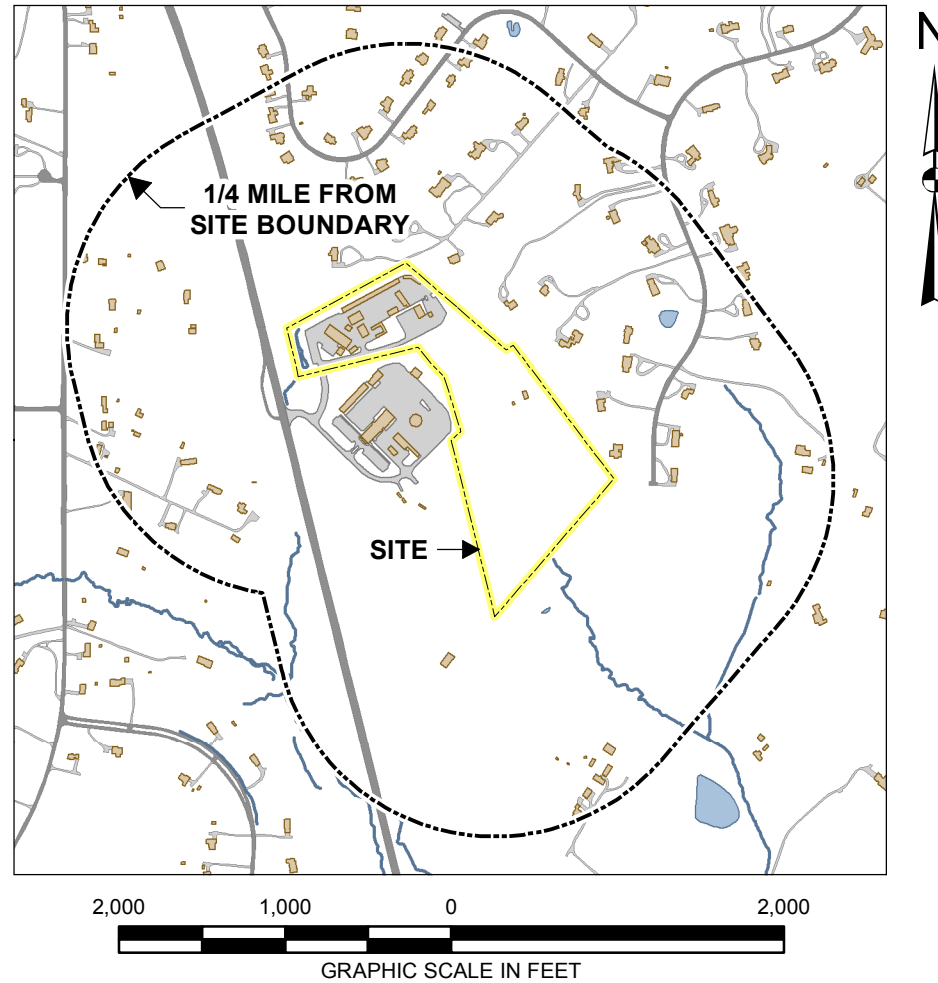 N
1/4 MILE FROM
SITE BOUNDARY
SITE
2,000 1,000 0 2,000
GRAPHIC SCALE IN FEET